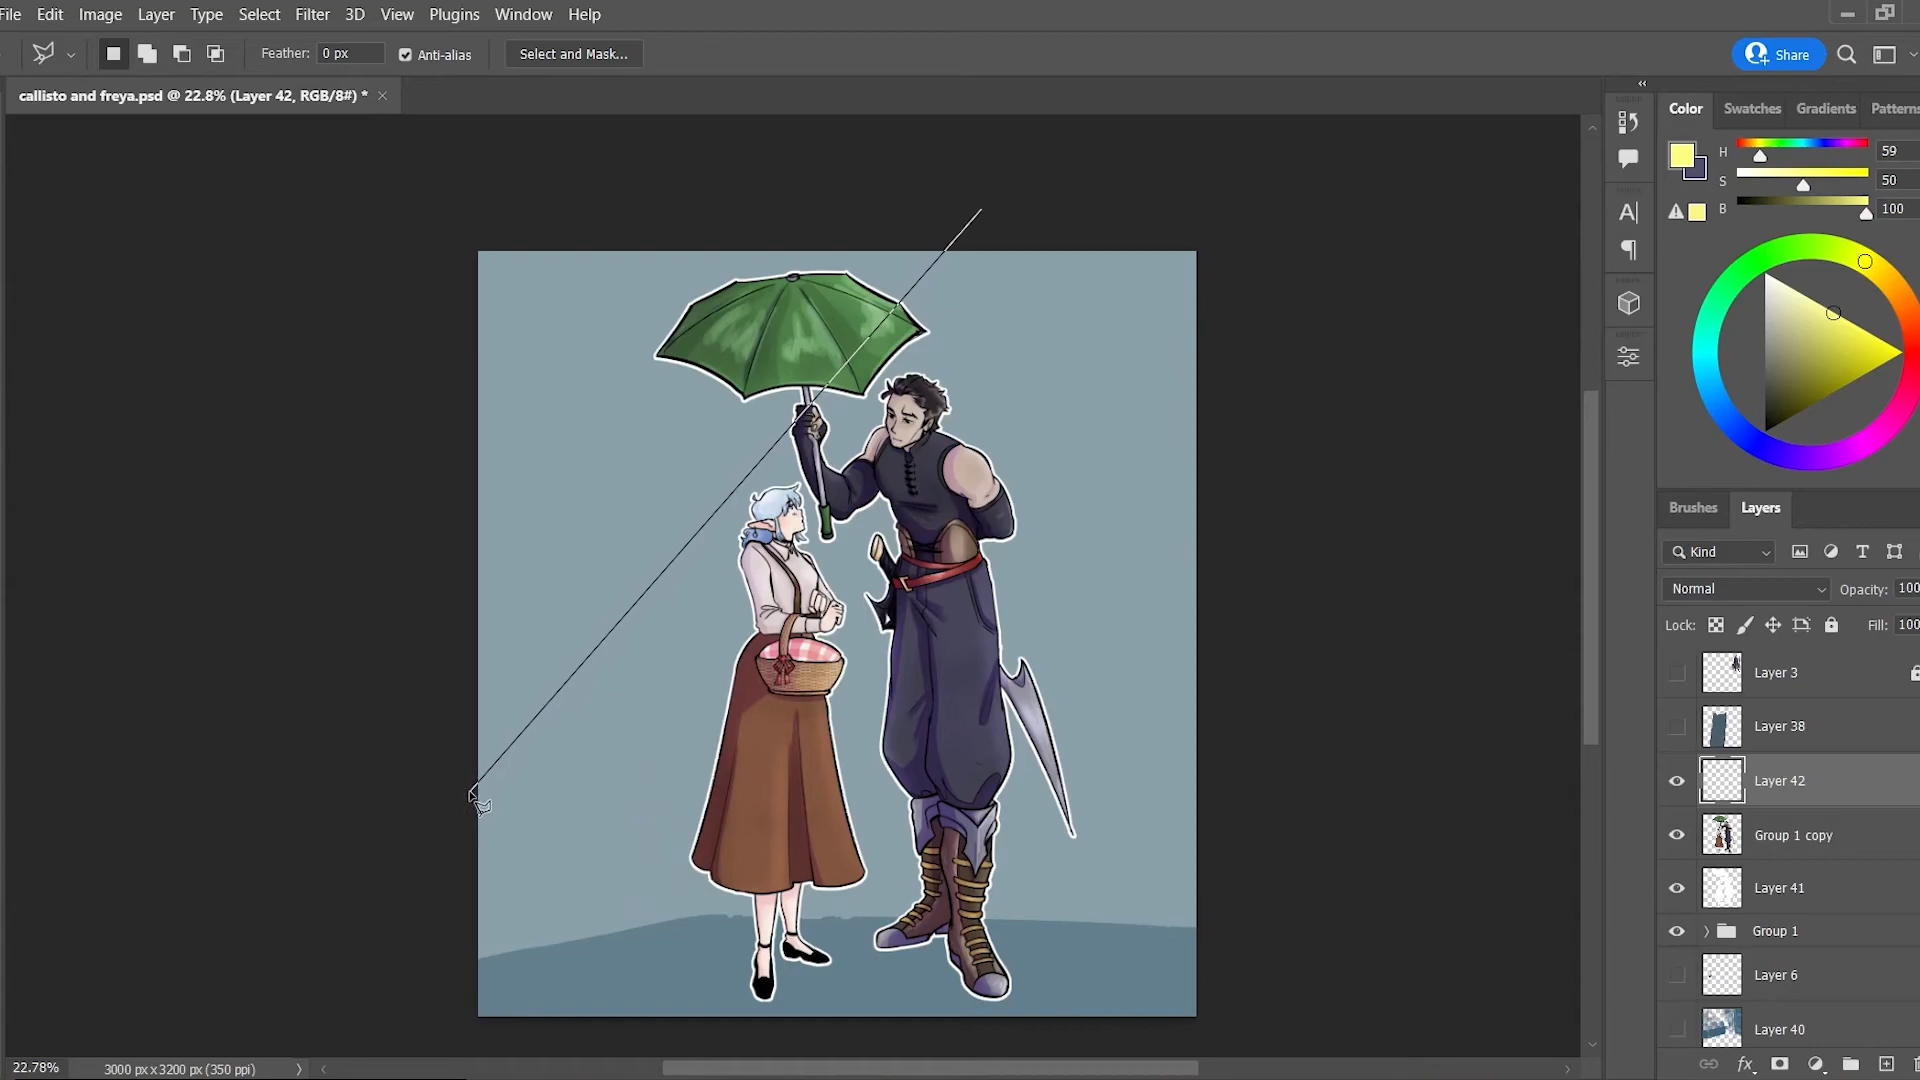 File Edit Image Layer Type Select Filter 3D View Plugins Window Help
Feather: 0 px Anti-alias Select and Mask... Share
callisto and freya.psd @ 22.8% (Layer 42, RGB/8#) *
Color Swatches Gradients Patterns
H 59
S 50
B 100
Brushes Layers
Kind
Normal Opacity: 100
Lock: Fill: 100
Layer 3
Layer 38
Layer 42
Group 1 copy
Layer 41
Group 1
Layer 6
Layer 40
22.78% 3000 px x 3200 px (350 ppi)